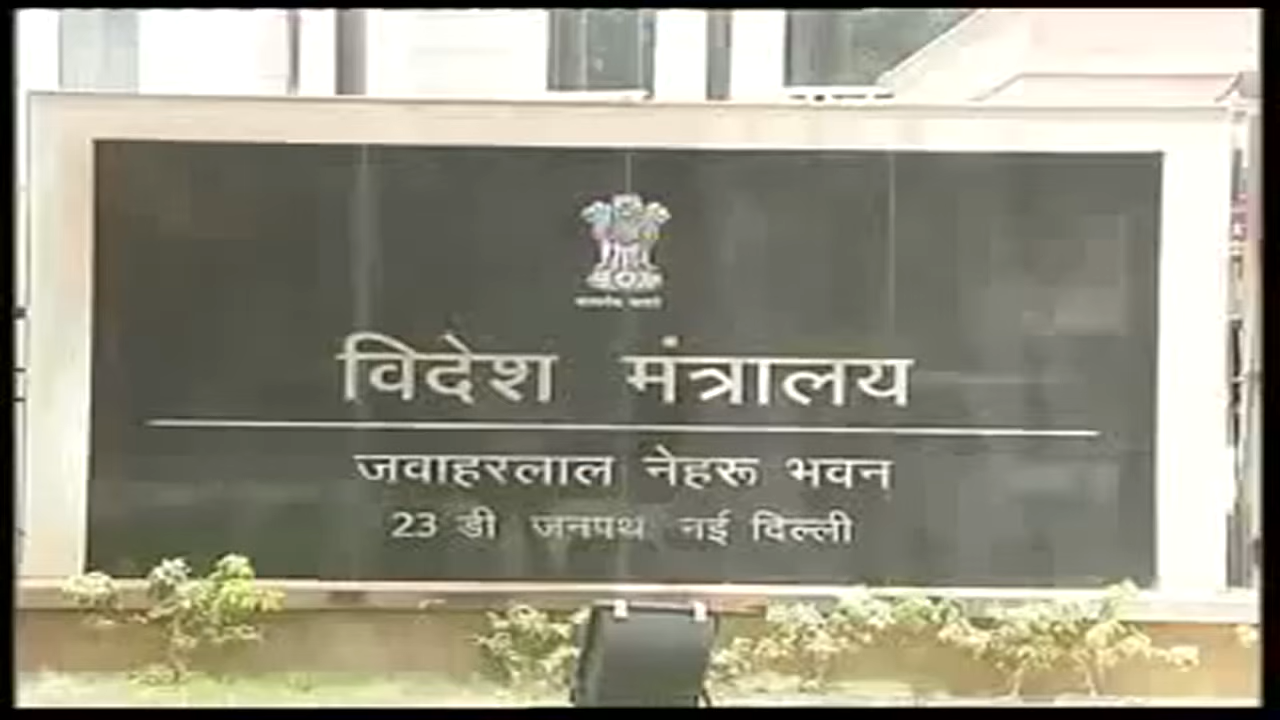 विदेश मंत्रालय
जवाहरलाल नेहरू भवन
23 डी जनपथ नई दिल्ली